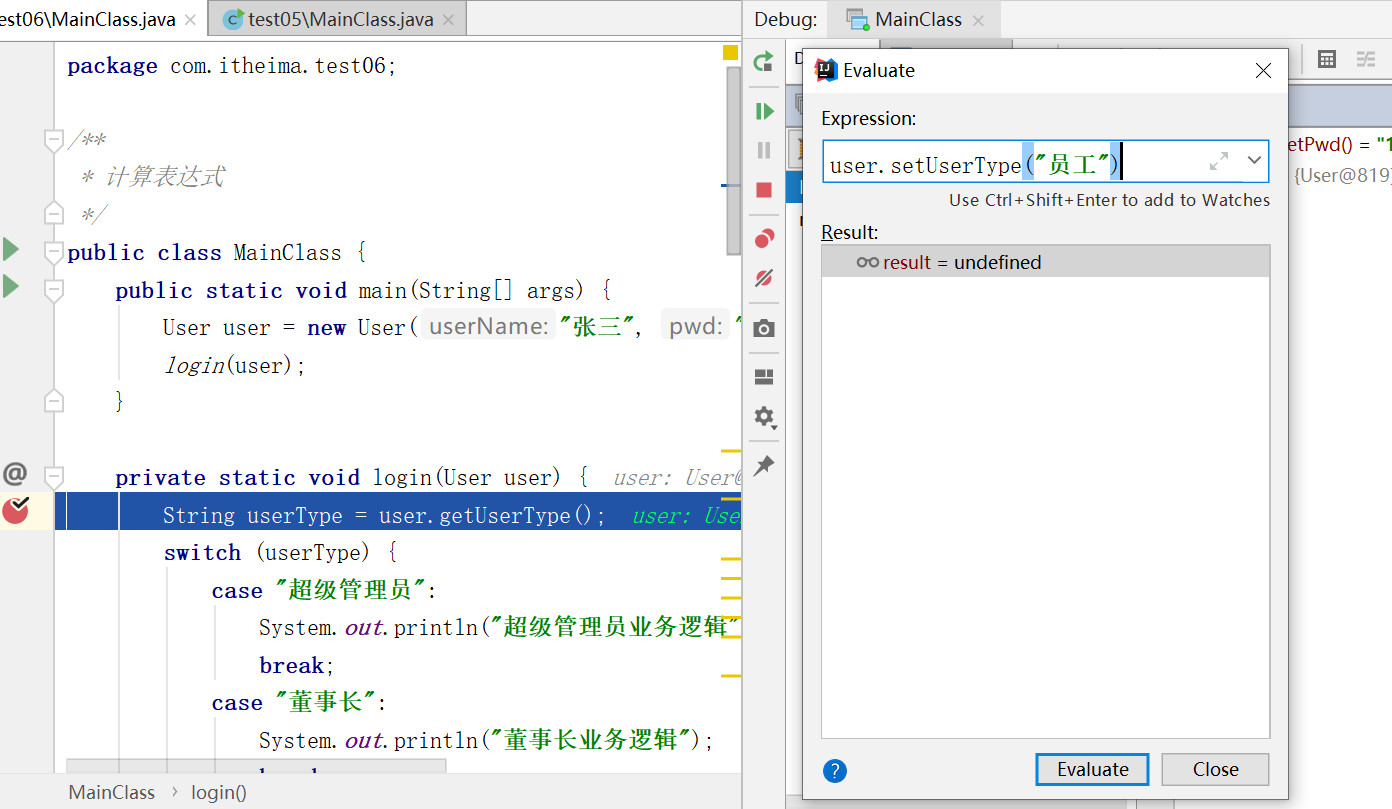 est06\MainClass.java
test05\MainClass.java
package com.itheima.test06;
/**
* 计算表达式
*/
public class MainClass {
public static void main(String[] args) {
User user = new User( userName: "张三", pwd: "
login(user);
}
private static void login(User user) { user: User@
String userType = user.getUserType(); user: Use
switch (userType) {
case "超级管理员":
System.out.println("超级管理员业务逻辑"
break;
case "董事长":
System.out.println("董事长业务逻辑");
MainClass › login()
Debug: MainClass
D
Evaluate
Expression:
user.setUserType("员工")
Use Ctrl+Shift+Enter to add to Watches
Result:
result = undefined
Evaluate
Close
etPwd() = "1
{User@819}